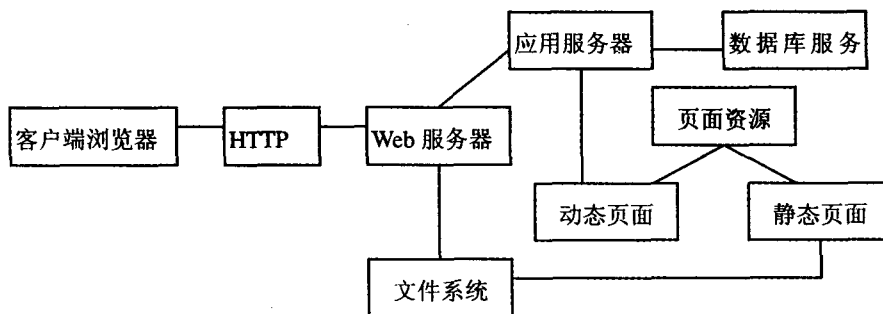 应用服务器
数据库服务
客户端浏览器
HTTP
Web 服务器
页面资源
动态页面
静态页面
文件系统